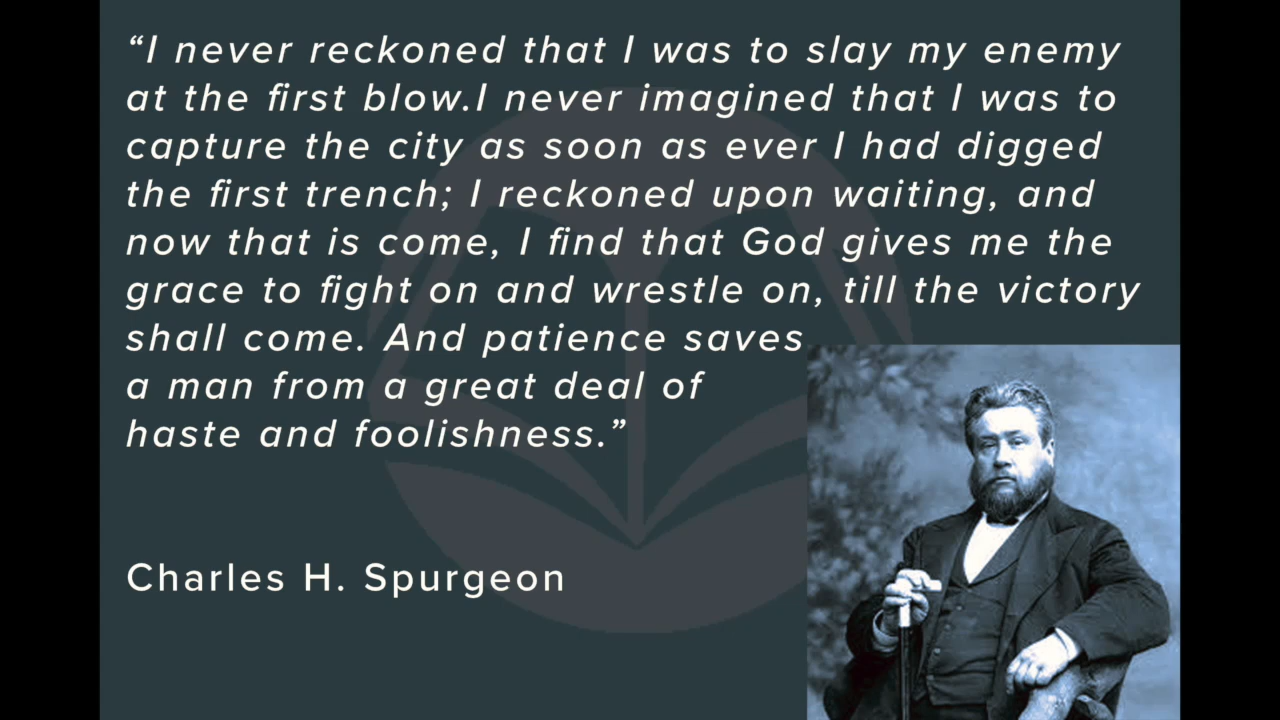 “I never reckoned that I was to slay my enemy
at the first blow.I never imagined that I was to
capture the city as soon as ever I had digged
the first trench; I reckoned upon waiting, and
now that is come, I find that God gives me the
grace to fight on and wrestle on, till the victory
shall come. And patience saves
a man from a great deal of
haste and foolishness.”
Charles H. Spurgeon